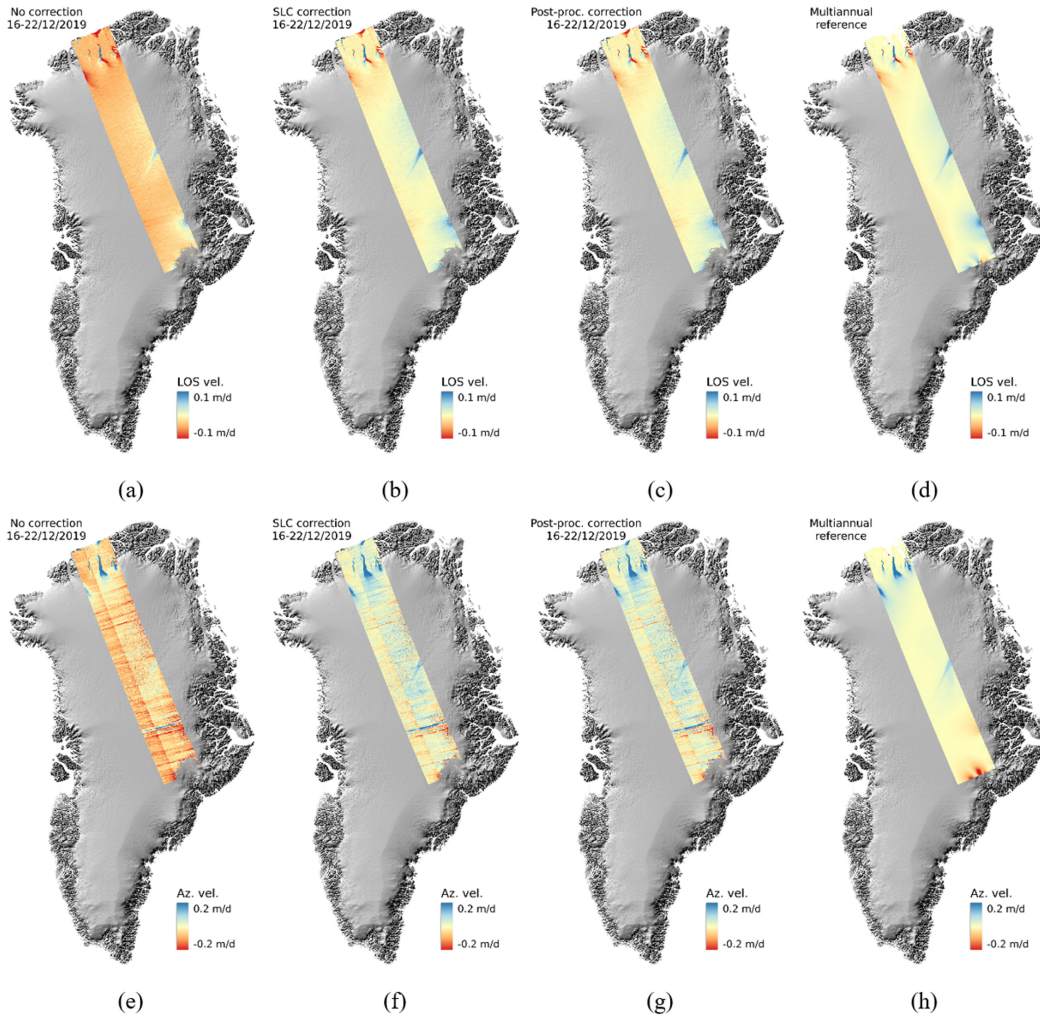 No correction
16-22/12/2019
SLC correction
16-22/12/2019
Post-proc. correction
16-22/12/2019
Multiannual
reference
LOS vel.
0.1 m/d
-0.1 m/d
LOS vel.
0.1 m/d
-0.1 m/d
LOS vel.
0.1 m/d
-0.1 m/d
LOS vel.
0.1 m/d
-0.1 m/d
(a)
(b)
(c)
(d)
No correction
16-22/12/2019
SLC correction
16-22/12/2019
Post-proc. correction
16-22/12/2019
Multiannual
reference
Az. vel.
0.2 m/d
-0.2 m/d
Az. vel.
0.2 m/d
-0.2 m/d
Az. vel.
0.2 m/d
-0.2 m/d
Az. vel.
0.2 m/d
-0.2 m/d
(e)
(f)
(g)
(h)